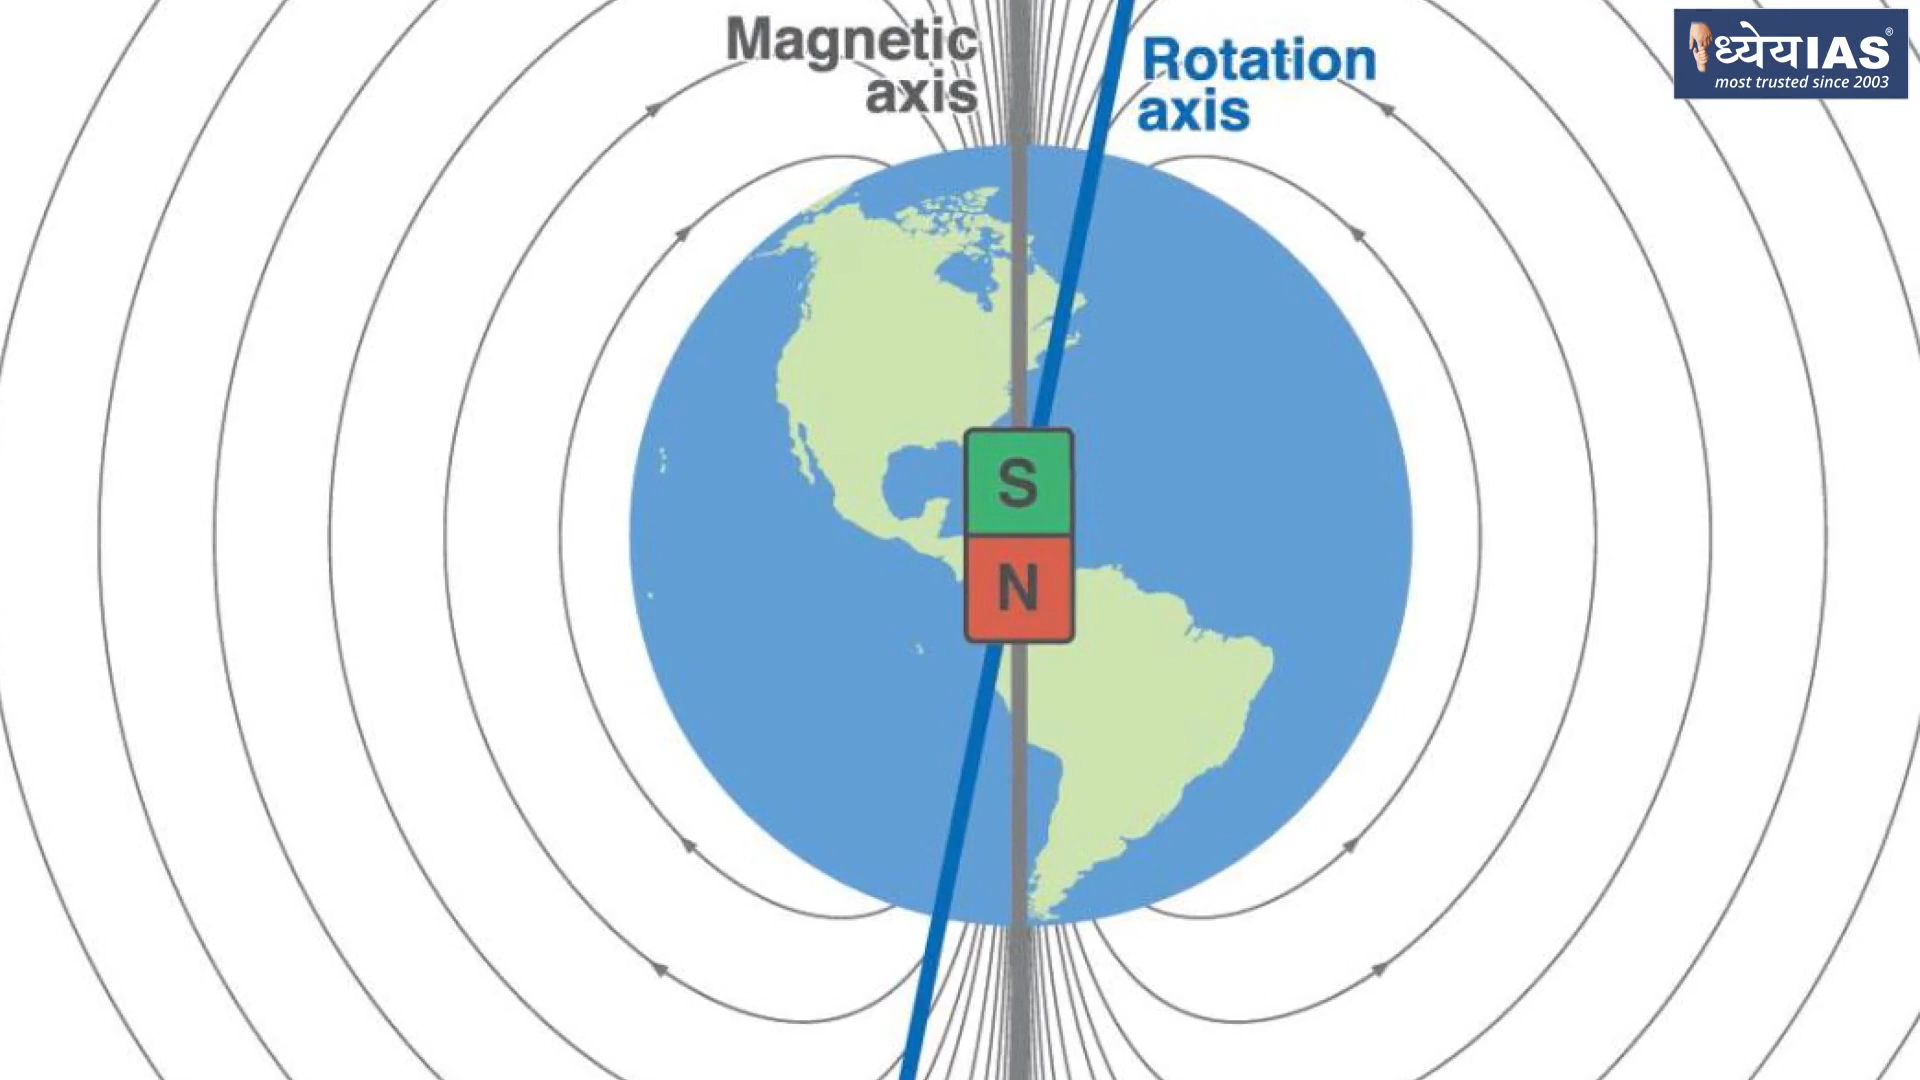 Magnetic
axis
Rotation
axis
ध्येयIAS®
most trusted since 2003
S
N